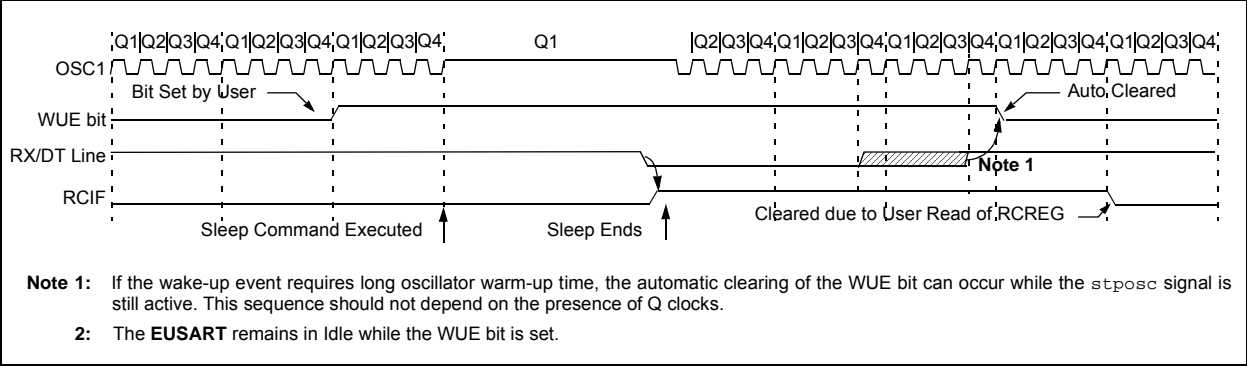 Q1 Q2 Q3 Q4 Q1 Q2 Q3 Q4 Q1 Q2 Q3 Q4 Q1 Q2 Q3 Q4 Q1 Q2 Q3 Q4 Q1 Q2 Q3 Q4 Q1 Q2 Q3 Q4 Q1 Q2 Q3 Q4
OSC1
Bit Set by User
Auto Cleared
WUE bit
RX/DT Line
Note 1
RCIF
Cleared due to User Read of RCREG
Sleep Command Executed
Sleep Ends
Note 1: If the wake-up event requires long oscillator warm-up time, the automatic clearing of the WUE bit can occur while the stposc signal is
still active. This sequence should not depend on the presence of Q clocks.
2: The EUSART remains in Idle while the WUE bit is set.